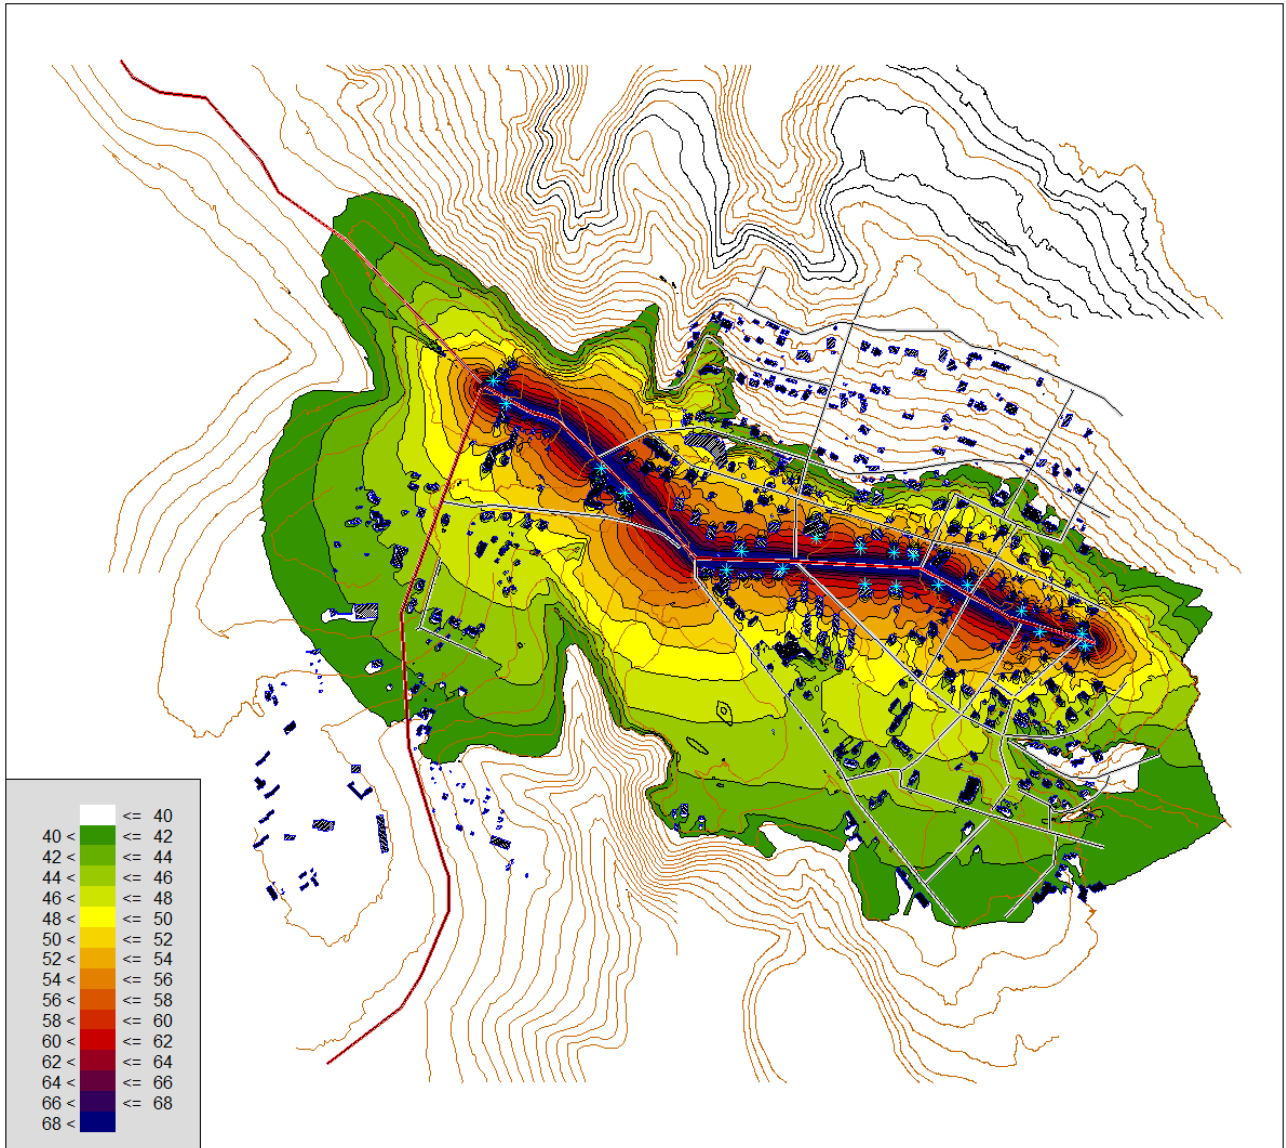 <= 40
40 < <= 42
42 < <= 44
44 < <= 46
46 < <= 48
48 < <= 50
50 < <= 52
52 < <= 54
54 < <= 56
56 < <= 58
58 < <= 60
60 < <= 62
62 < <= 64
64 < <= 66
66 < <= 68
68 <